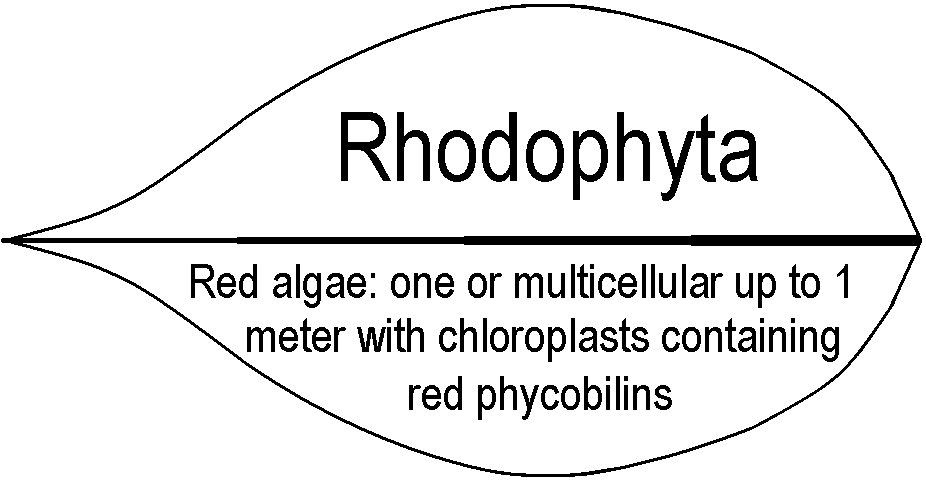 Rhodophyta
Red algae: one or multicellular up to 1
meter with chloroplasts containing
red phycobilins